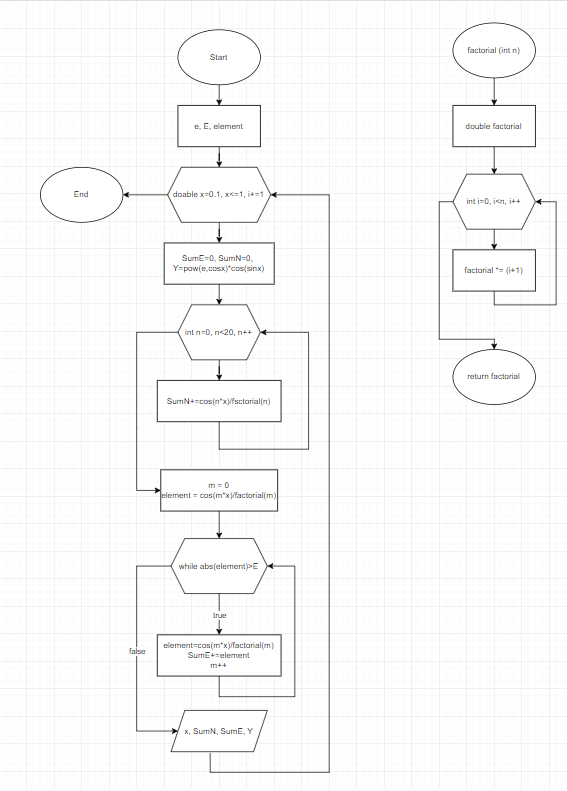 Start
e, E, element
End
doable x=0.1, x<=1, i+=1
SumE=0, SumN=0,
Y=pow(e,cosx)*cos(sinx)
int n=0, n<20, n++
SumN+=cos(n*x)/fsctorial(n)
m = 0
element = cos(m*x)/factorial(m)
while abs(element)>E
true
false
element=cos(m*x)/factorial(m)
SumE+=element
m++
x, SumN, SumE, Y
factorial (int n)
double factorial
int i=0, i<n, i++
factorial *= (i+1)
return factorial